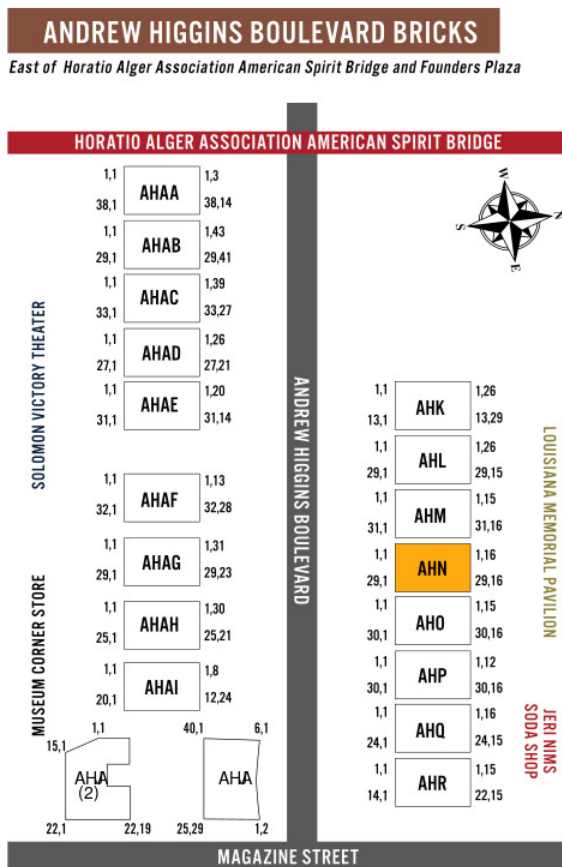 ANDREW HIGGINS BOULEVARD BRICKS
East of Horatio Alger Association American Spirit Bridge and Founders Plaza
HORATIO ALGER ASSOCIATION AMERICAN SPIRIT BRIDGE
W
N
S
E
SOLOMON VICTORY THEATER
MUSEUM CORNER STORE
1,1 AHAA 1,3
38,1 38,14
1,1 AHAB 1,43
29,1 29,41
1,1 AHAC 1,39
33,1 33,27
1,1 AHAD 1,26
27,1 27,21
1,1 AHAE 1,20
31,1 31,14
1,1 AHAF 1,13
32,1 32,28
1,1 AHAG 1,31
29,1 29,23
1,1 AHAH 1,30
25,1 25,21
1,1 AHAI 1,8
20,1 12,24
1,1
15,1
AHA
(2)
22,1 22,19
40,1 6,1
25,29 1,2
ANDREW HIGGINS BOULEVARD
1,1 AHK 1,26
13,1 13,29
1,1 AHL 1,26
29,1 29,15
1,1 AHM 1,15
31,1 31,16
1,1 AHN 1,16
29,1 29,16
1,1 AHO 1,15
30,1 30,16
1,1 AHP 1,12
30,1 30,16
1,1 AHQ 1,16
24,1 24,15
1,1 AHR 1,15
14,1 22,15
LOUISIANA MEMORIAL PAVILION
JERI NIMS
SODA SHOP
MAGAZINE STREET